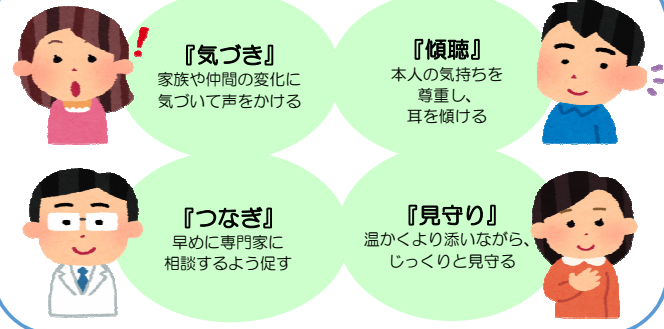 『気づき』
家族や仲間の変化に
気づいて声をかける
『傾聴』
本人の気持ちを
尊重し、
耳を傾ける
『つなぎ』
早めに専門家に
相談するよう促す
『見守り』
温かくより添いながら、
じっくりと見守る